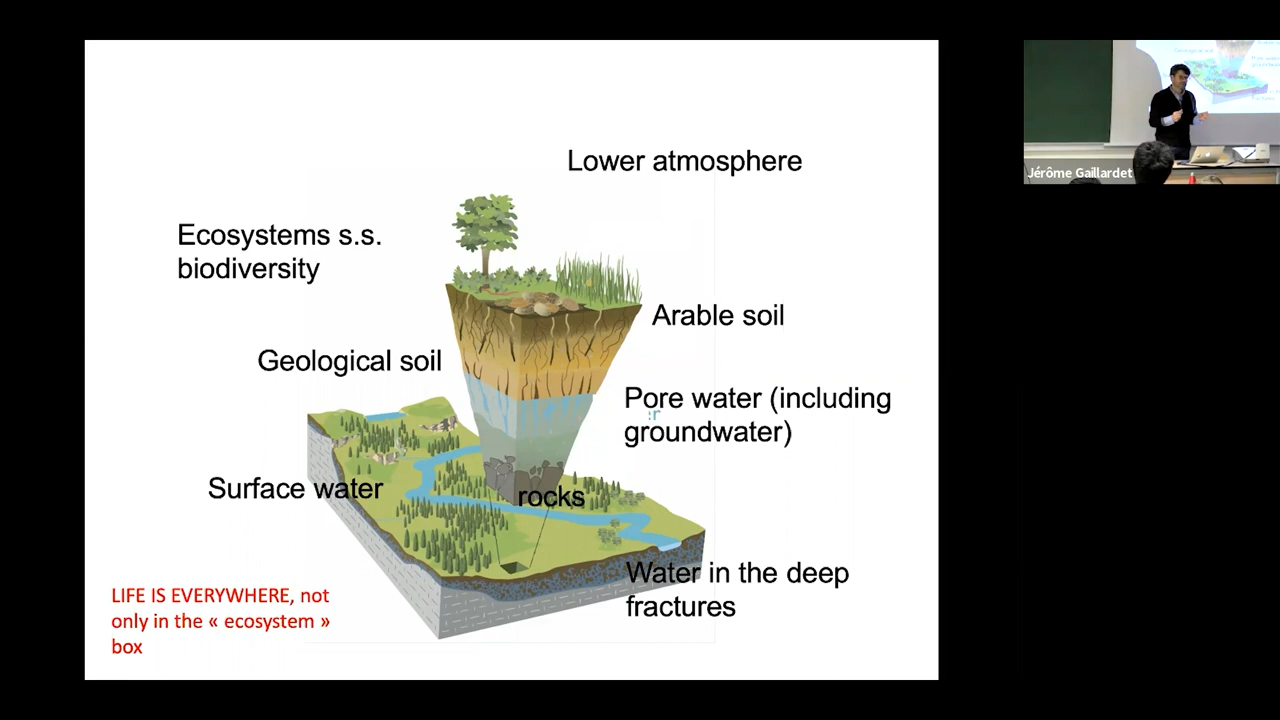 Lower atmosphere
Ecosystems s.s.
biodiversity
Arable soil
Geological soil
Pore water (including
groundwater)
Surface water
rocks
Water in the deep
fractures
LIFE IS EVERYWHERE, not
only in the « ecosystem »
box
Jérôme Gaillardet